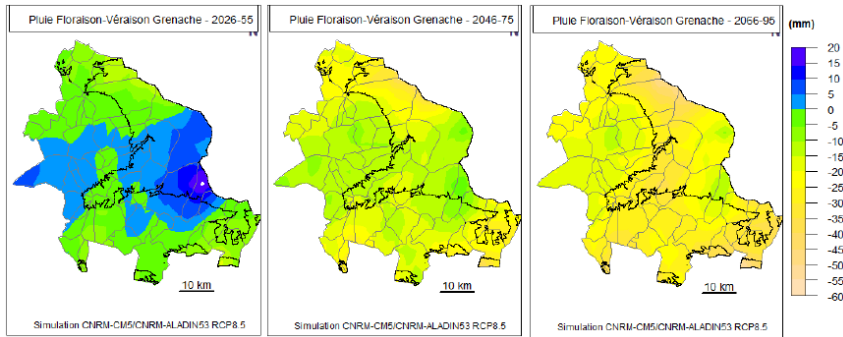 Pluie Floraison-Véraison Grenache - 2026-55
Pluie Floraison-Véraison Grenache - 2046-75
Pluie Floraison-Véraison Grenache - 2066-95
(mm)
20
15
10
5
0
-5
-10
-15
-20
-25
-30
-35
-40
-45
-50
-55
-60
10 km
10 km
10 km
Simulation CNRM-CM5/CNRM-ALADIN53 RCP8.5
Simulation CNRM-CM5/CNRM-ALADIN53 RCP8.5
Simulation CNRM-CM5/CNRM-ALADIN53 RCP8.5